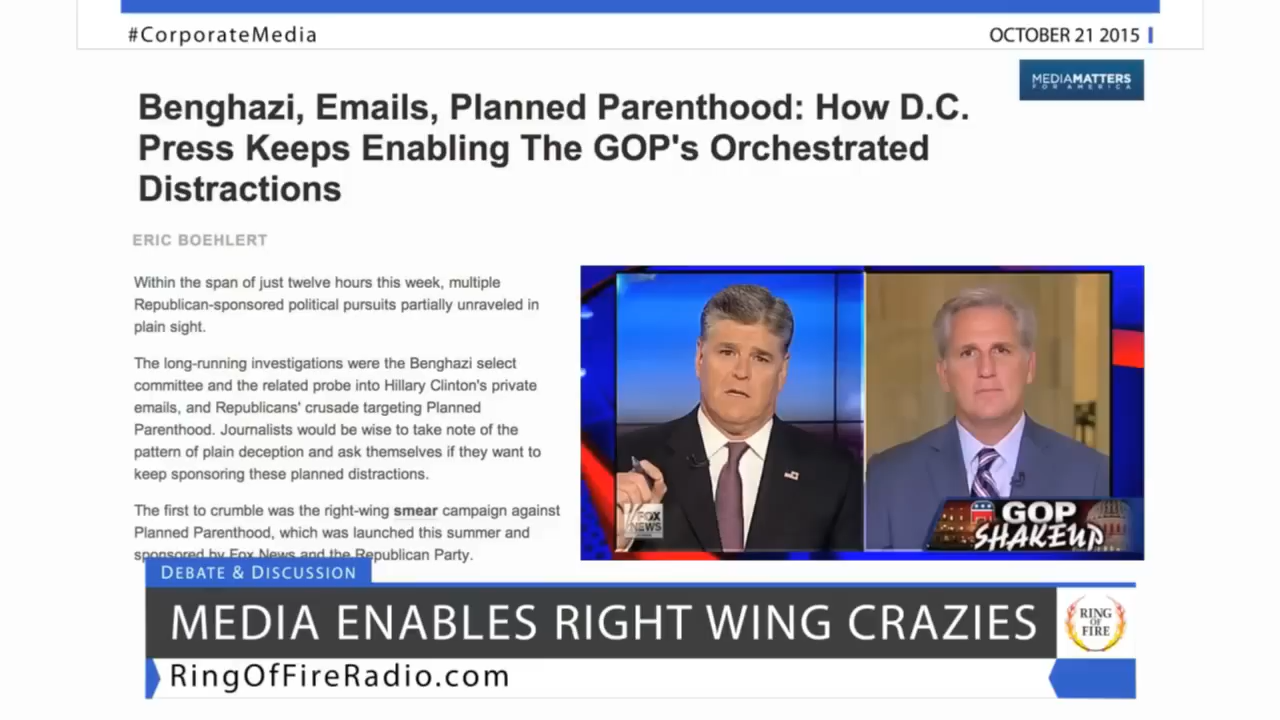 #CorporateMedia
OCTOBER 21 2015
MEDIAMATTERS
FOR AMERICA
Benghazi, Emails, Planned Parenthood: How D.C.
Press Keeps Enabling The GOP's Orchestrated
Distractions
ERIC BOEHLERT
Within the span of just twelve hours this week, multiple
Republican-sponsored political pursuits partially unraveled in
plain sight.
The long-running investigations were the Benghazi select
committee and the related probe into Hillary Clinton's private
emails, and Republicans' crusade targeting Planned
Parenthood. Journalists would be wise to take note of the
pattern of plain deception and ask themselves if they want to
keep sponsoring these planned distractions.
The first to crumble was the right-wing smear campaign against
Planned Parenthood, which was launched this summer and
sponsored by Fox News and the Republican Party.
FOX
NEWS
GOP
SHAKEUP
DEBATE & DISCUSSION
MEDIA ENABLES RIGHT WING CRAZIES
RING
OF
FIRE
RingOfFireRadio.com